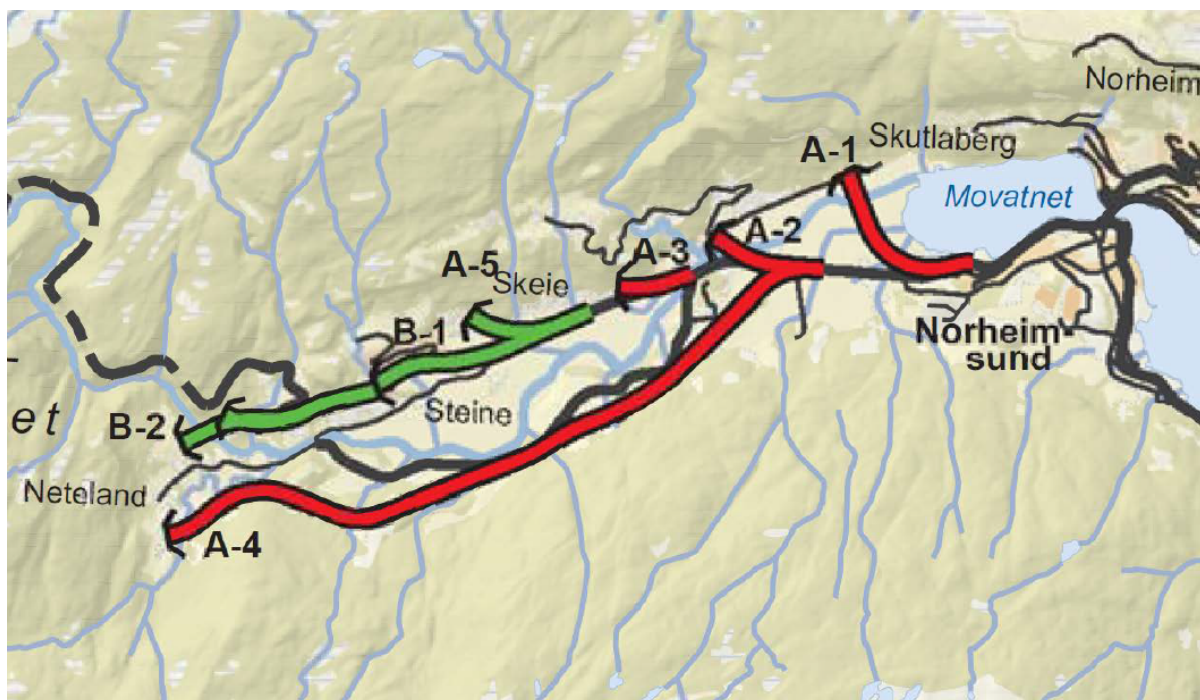 Norheim
A-1
Skutlaberg
Movatnet
A-2
A-3
A-5
Skeie
B-1
Norheim-
sund
Steine
et
B-2
Neteland
A-4